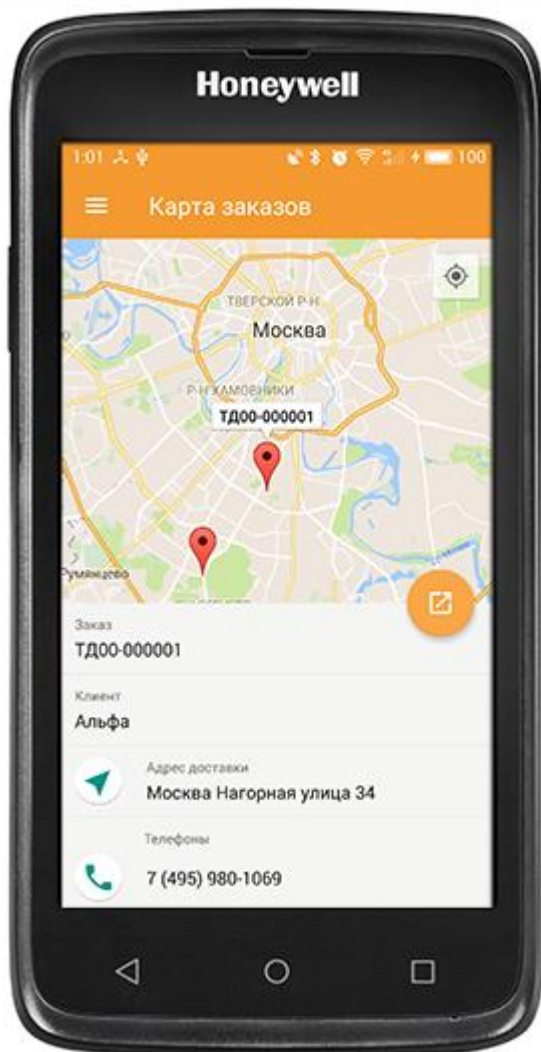 Honeywell
1:01
100
Карта заказов
ТВЕРСКОЙ Р-Н
Москва
Р-Н ХАМОВНИКИ
ТД00-000001
Румянцево
Заказ
ТД00-000001
Клиент
Альфа
Адрес доставки
Москва Нагорная улица 34
Телефоны
7 (495) 980-1069